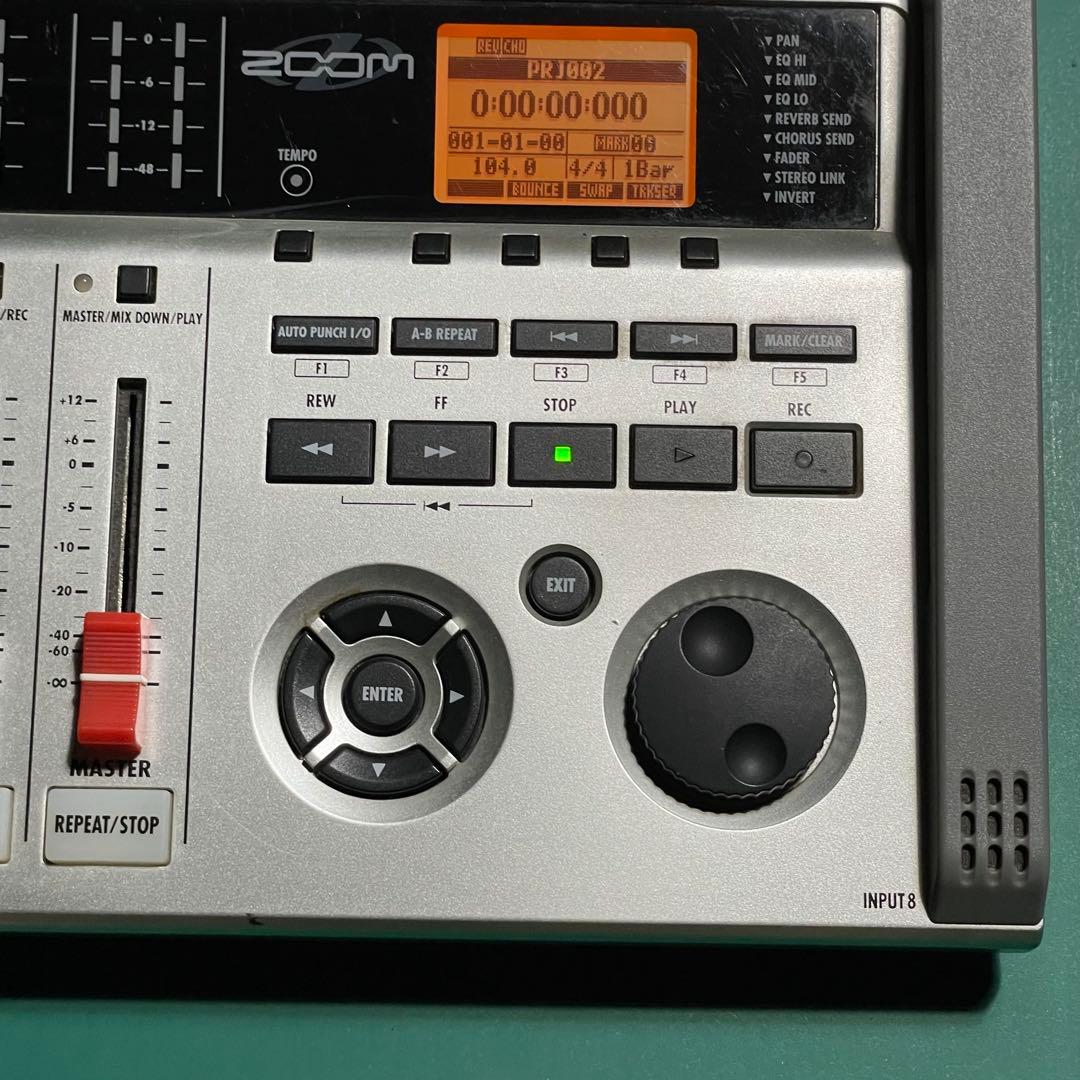 0
-6
-12
-48
ZOOM
TEMPO
REV CHO
PRJ002
0:00:00:000
001-01-00 MARK06
104.0 4/4 1Bar
BOUNCE SWAP TRKSEQ
PAN
EQ HI
EQ MID
EQ LO
REVERB SEND
CHORUS SEND
FADER
STEREO LINK
INVERT
/REC
MASTER/MIX DOWN/PLAY
AUTO PUNCH I/O A-B REPEAT MARK/CLEAR
F1 F2 F3 F4 F5
REW FF STOP PLAY REC
+12
+6
0
-5
-10
-20
-40
-60
-∞
MASTER
REPEAT/STOP
EXIT
ENTER
INPUT 8